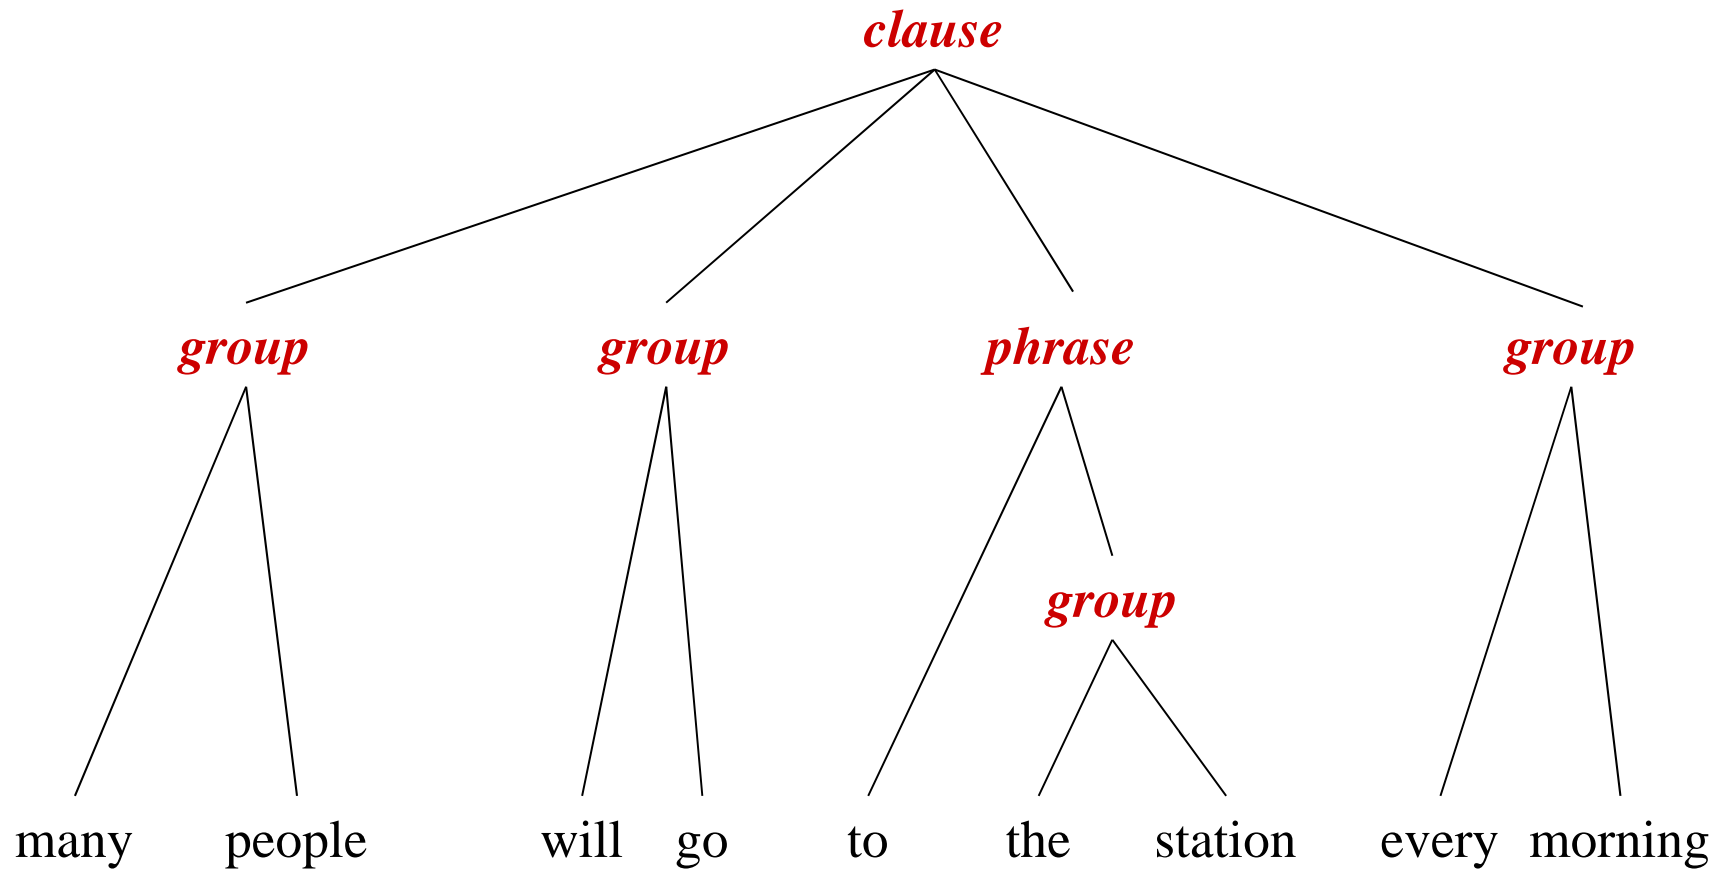 clause
group group phrase group
group
many people will go to the station every morning